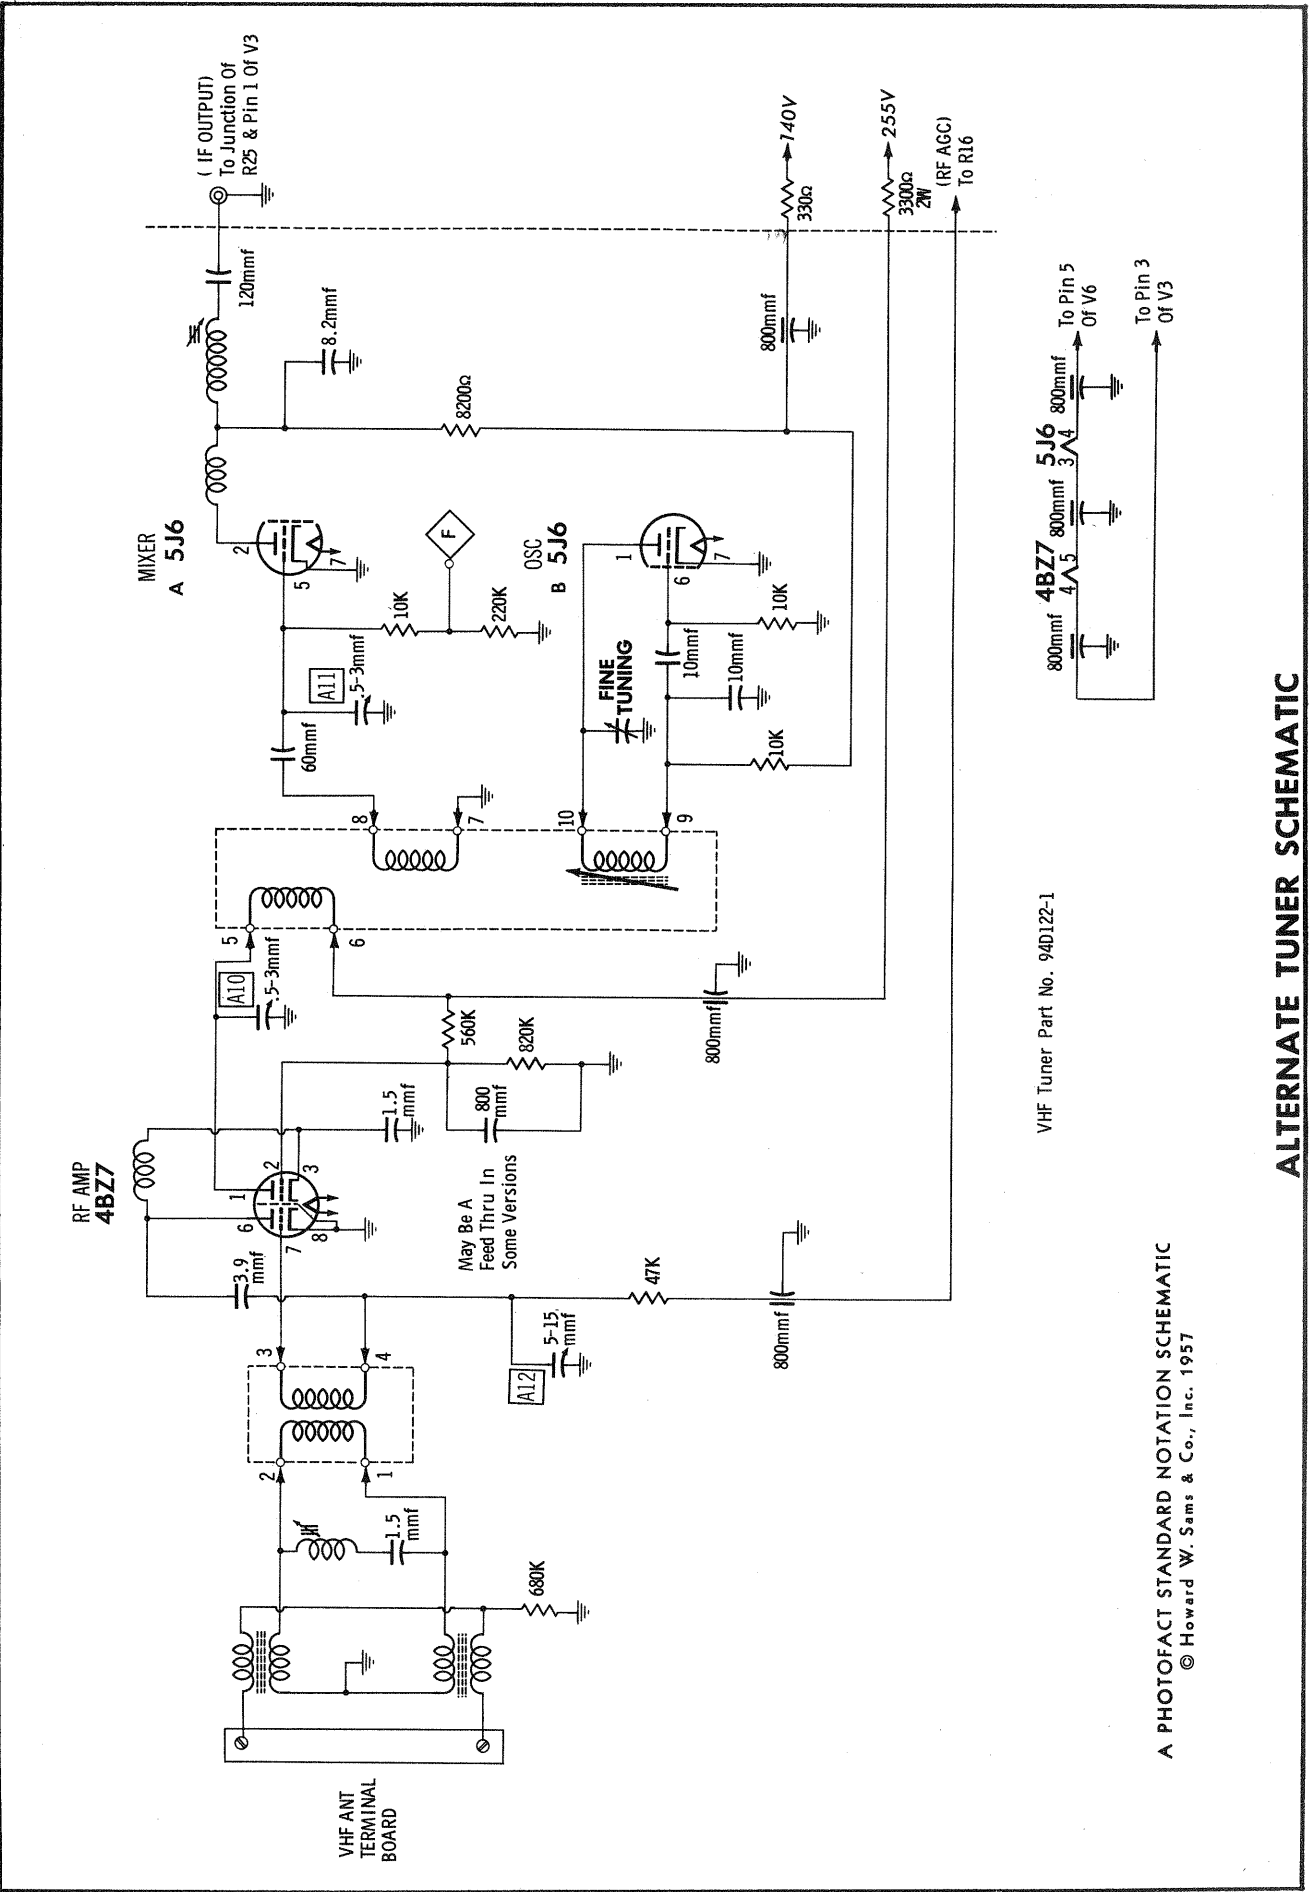 VHF ANT
TERMINAL
BOARD
680K
1.5
mmf
2
1
3
4
3.9
mmf
A12
5-15
mmf
47K
800mmf
RF AMP
4BZ7
6
1
7
8
2
3
May Be A
Feed Thru In
Some Versions
1.5
mmf
800
mmf
820K
560K
800mmf
A10
.5-3mmf
5
6
8
7
10
9
60mmf
A11
.5-3mmf
10K
220K
F
MIXER
A 5J6
2
5
7
FINE
TUNING
10mmf
10mmf
10K
10K
OSC
B 5J6
1
6
7
8200Ω
8.2mmf
120mmf
800mmf
( IF OUTPUT)
To Junction Of
R25 & Pin 1 Of V3
330Ω
140V
3300Ω
2W
255V
(RF AGC)
To R16
800mmf
4BZ7
4
5
800mmf
5J6
3
4
800mmf
To Pin 5
Of V6
To Pin 3
Of V3
VHF Tuner Part No. 94D122-1
A PHOTOFACT STANDARD NOTATION SCHEMATIC
© Howard W. Sams & Co., Inc. 1957
ALTERNATE TUNER SCHEMATIC